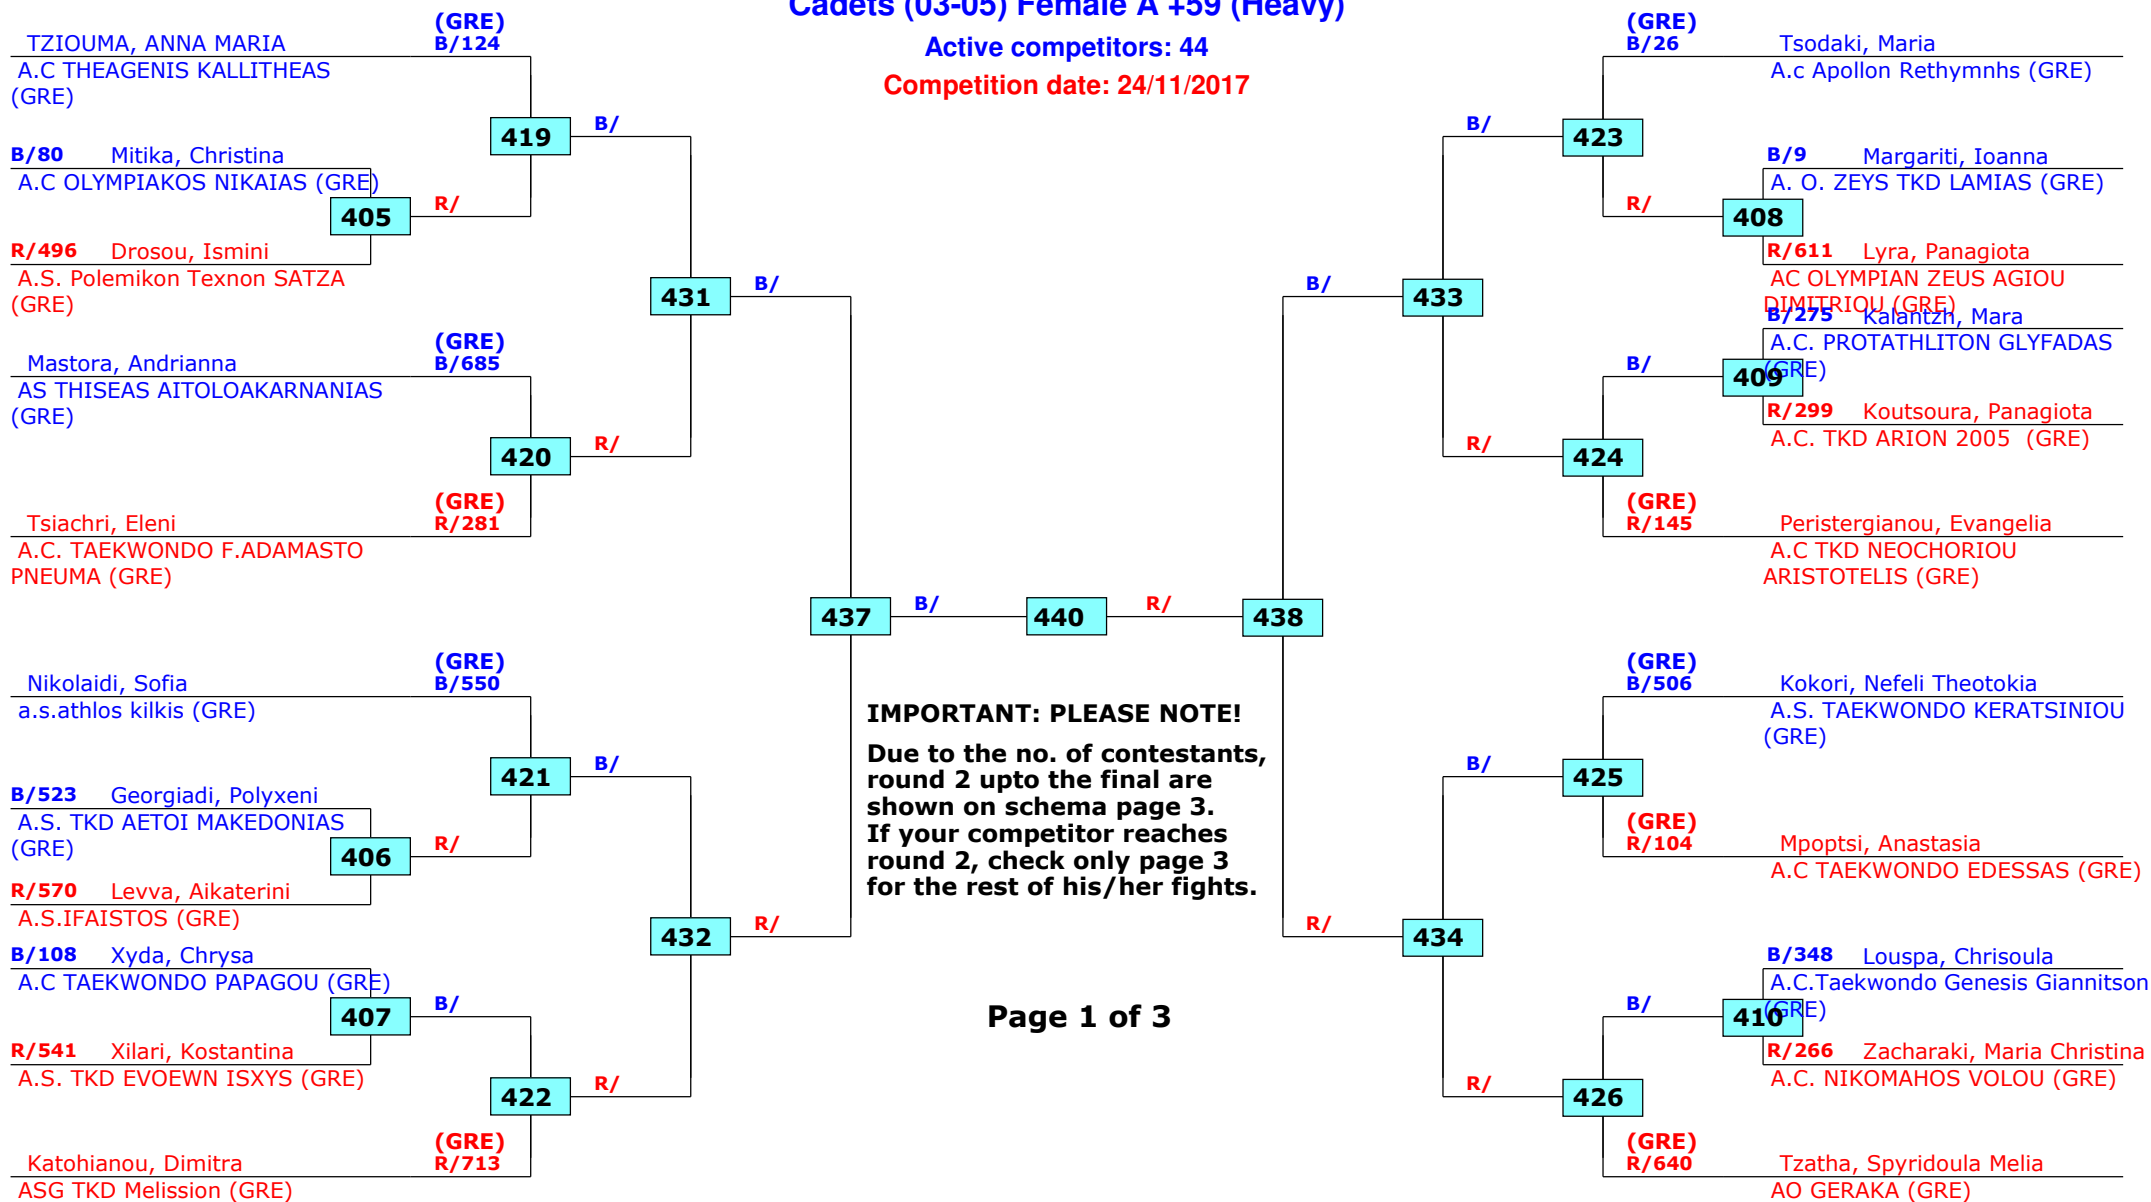 Cadets (03-05) Female A +59 (Heavy)
Active competitors: 44
Competition date: 24/11/2017
(GRE)
TZIOUMA, ANNA MARIA B/124
A.C THEAGENIS KALLITHEAS
(GRE)
419
B/
B/80 Mitika, Christina
A.C OLYMPIAKOS NIKAIAS (GRE)
405
R/
R/496 Drosou, Ismini
A.S. Polemikon Texnon SATZA
(GRE)
431
B/
(GRE)
Mastora, Andrianna B/685
AS THISEAS AITOLOAKARNANIAS
(GRE)
420
R/
(GRE)
Tsiachri, Eleni R/281
A.C. TAEKWONDO F.ADAMASTO
PNEUMA (GRE)
437
B/
440
R/
438
(GRE)
Nikolaidi, Sofia B/550
a.s.athlos kilkis (GRE)
421
B/
B/523 Georgiadi, Polyxeni
A.S. TKD AETOI MAKEDONIAS
(GRE)
406
R/
R/570 Levva, Aikaterini
A.S.IFAISTOS (GRE)
432
R/
B/108 Xyda, Chrysa
A.C TAEKWONDO PAPAGOU (GRE)
407
B/
R/541 Xilari, Kostantina
A.S. TKD EVOEWN ISXYS (GRE)
422
R/
(GRE)
Katohianou, Dimitra R/713
ASG TKD Melission (GRE)
IMPORTANT: PLEASE NOTE!
Due to the no. of contestants,
round 2 upto the final are
shown on schema page 3.
If your competitor reaches
round 2, check only page 3
for the rest of his/her fights.
Page 1 of 3
(GRE)
B/26 Tsodaki, Maria
A.c Apollon Rethymnhs (GRE)
B/
423
B/9 Margariti, Ioanna
A. O. ZEYS TKD LAMIAS (GRE)
R/
408
R/611 Lyra, Panagiota
AC OLYMPIAN ZEUS AGIOU
DIMITRIOU (GRE)
B/
433
B/275 Kalantzh, Mara
A.C. PROTATHLITON GLYFADAS
(GRE)
B/
409
R/299 Koutsoura, Panagiota
A.C. TKD ARION 2005 (GRE)
R/
424
(GRE)
R/145 Peristergianou, Evangelia
A.C TKD NEOCHORIOU
ARISTOTELIS (GRE)
(GRE)
B/506 Kokori, Nefeli Theotokia
A.S. TAEKWONDO KERATSINIOU
(GRE)
B/
425
(GRE)
R/104 Mpoptsi, Anastasia
A.C TAEKWONDO EDESSAS (GRE)
R/
434
B/348 Louspa, Chrisoula
A.C.Taekwondo Genesis Giannitson
(GRE)
B/
410
R/266 Zacharaki, Maria Christina
A.C. NIKOMAHOS VOLOU (GRE)
R/
426
(GRE)
R/640 Tzatha, Spyridoula Melia
AO GERAKA (GRE)